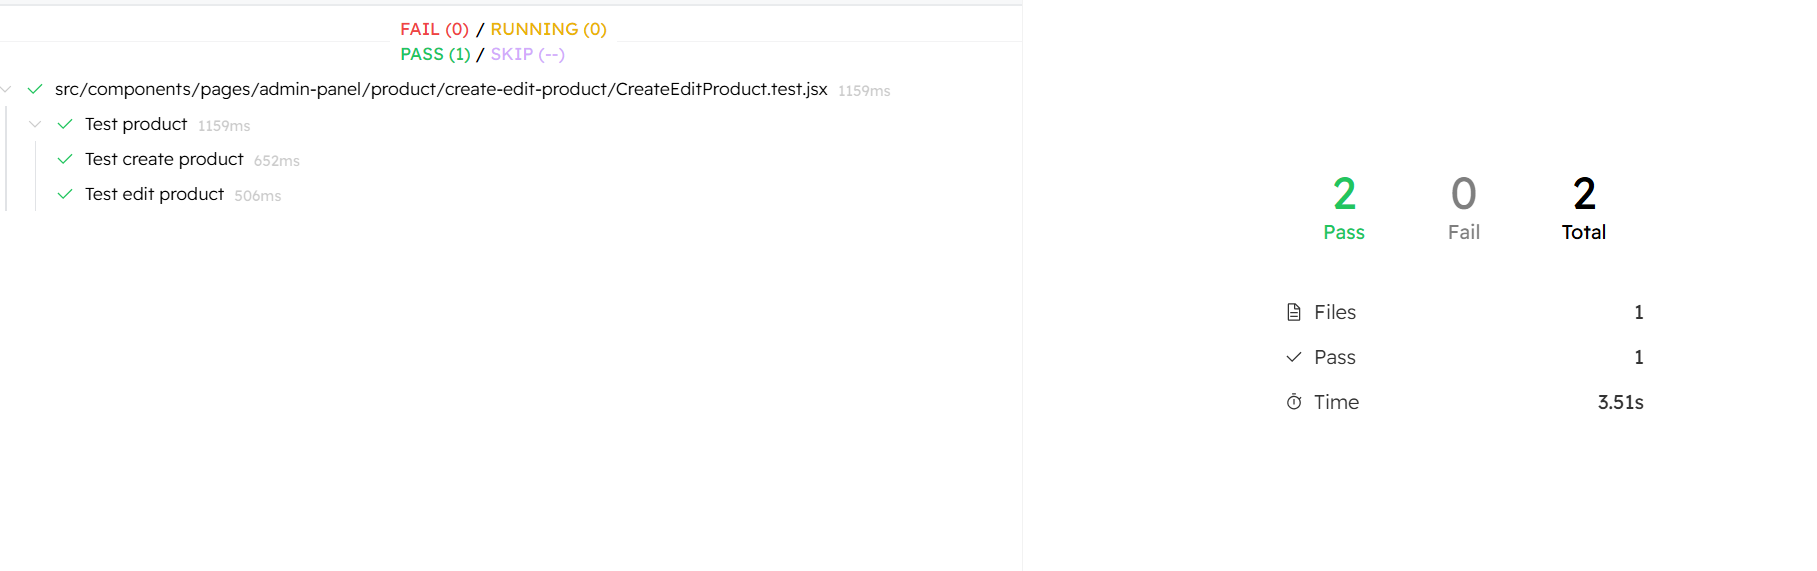 FAIL (0) / RUNNING (0)
PASS (1) / SKIP (--)
src/components/pages/admin-panel/product/create-edit-product/CreateEditProduct.test.jsx 1159ms
Test product 1159ms
Test create product 652ms
Test edit product 506ms
2 0 2
Pass Fail Total
Files 1
Pass 1
Time 3.51s